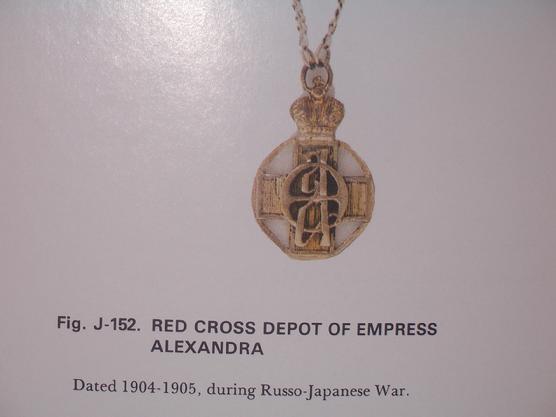 Fig. J-152. RED CROSS DEPOT OF EMPRESS
ALEXANDRA
Dated 1904-1905, during Russo-Japanese War.